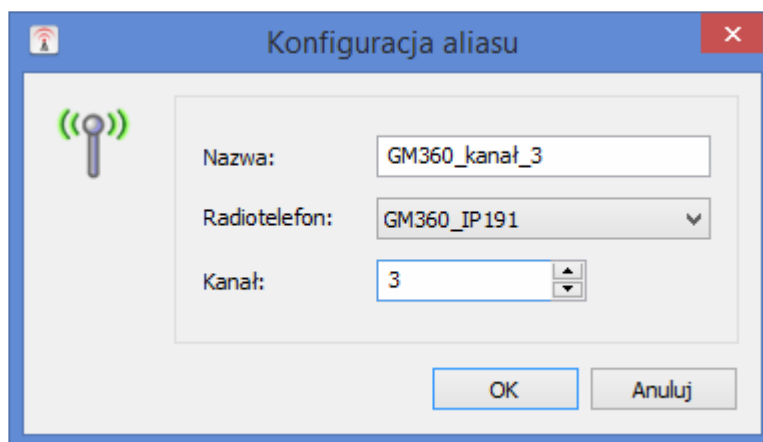 Konfiguracja aliasu
Nazwa: GM360_kanał_3
Radiotelefon: GM360_IP191
Kanał: 3
OK Anuluj